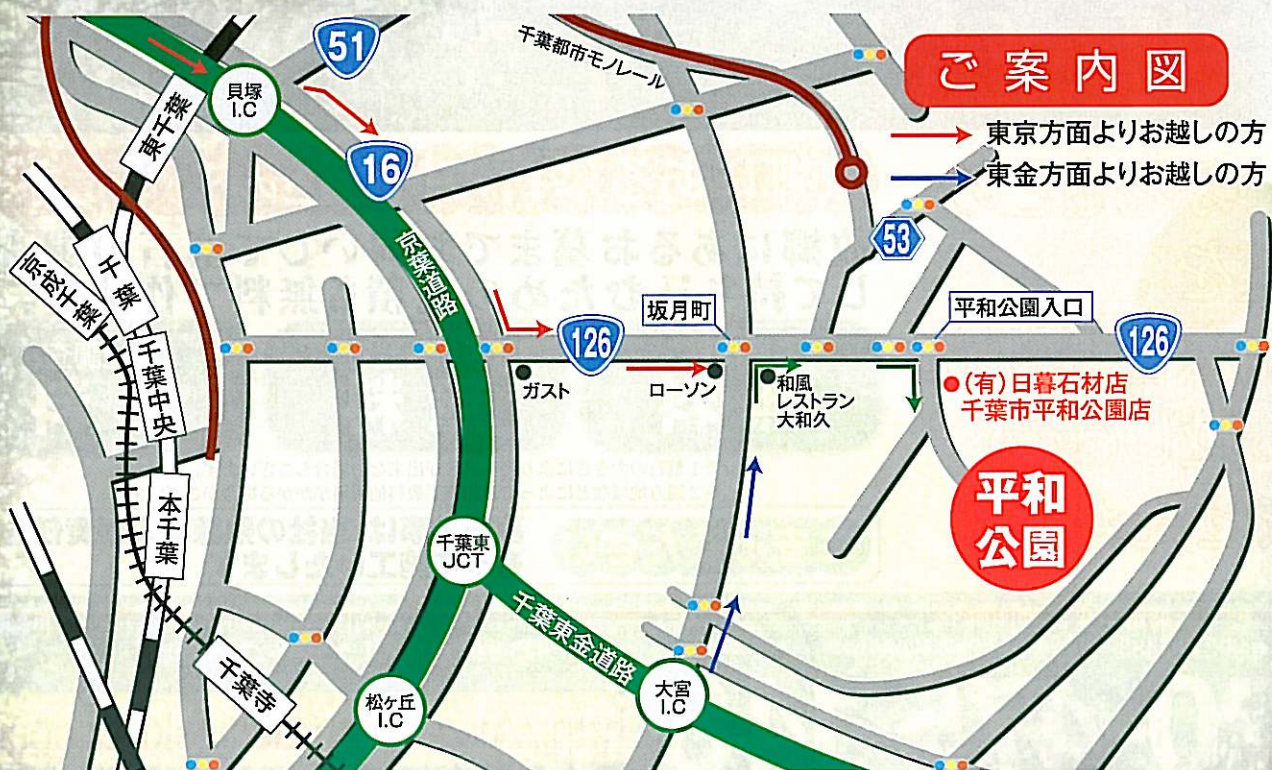 ご案内図
東京方面よりお越しの方
東金方面よりお越しの方
千葉都市モノレール
51
貝塚
I.C
東千葉
16
53
京葉道路
千葉
京成千葉
千葉中央
本千葉
千葉寺
坂月町
平和公園入口
126
126
ガスト
ローソン
和風
レストラン
大和久
(有)日暮石材店
千葉市平和公園店
平和
公園
千葉東
JCT
千葉東金道路
松ヶ丘
I.C
大宮
I.C